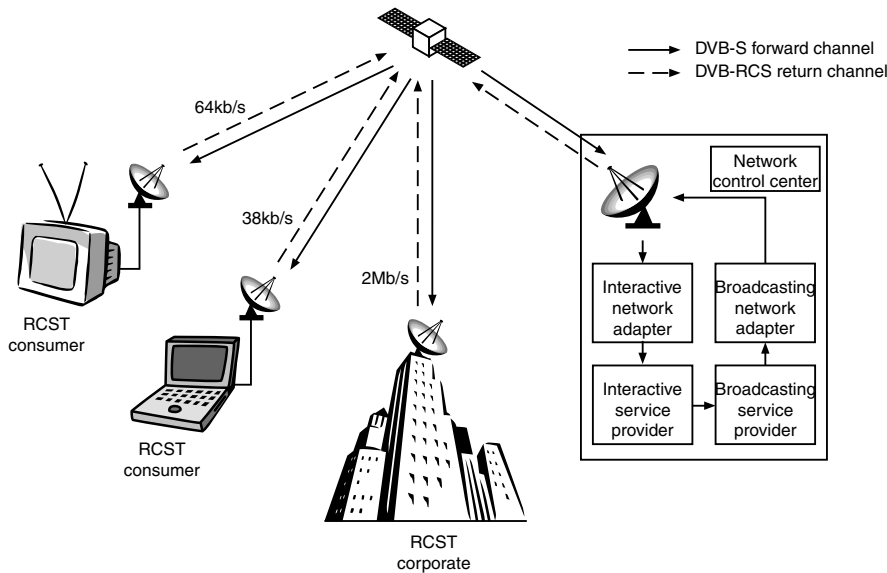 DVB-S forward channel
DVB-RCS return channel
64kb/s
38kb/s
2Mb/s
Network
control center
Interactive
network
adapter
Broadcasting
network
adapter
Interactive
service
provider
Broadcasting
service
provider
RCST
consumer
RCST
consumer
RCST
corporate